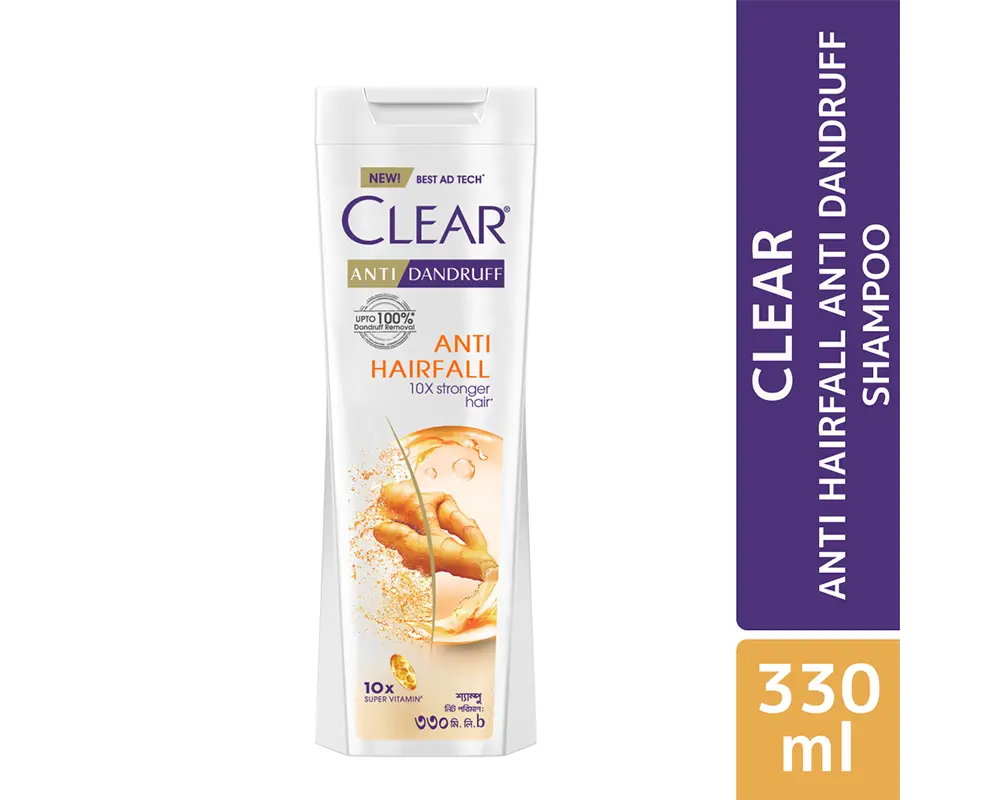 NEW! BEST AD TECH*
CLEAR®
ANTI DANDRUFF
UPTO 100%*
Dandruff Removal
ANTI
HAIRFALL
10X stronger
hair*
10x
SUPER VITAMIN^
শ্যাম্পু
নিট পরিমাণ:
৩৩০ মি. লি.b
CLEAR
ANTI HAIRFALL ANTI DANDRUFF
SHAMPOO
330
ml